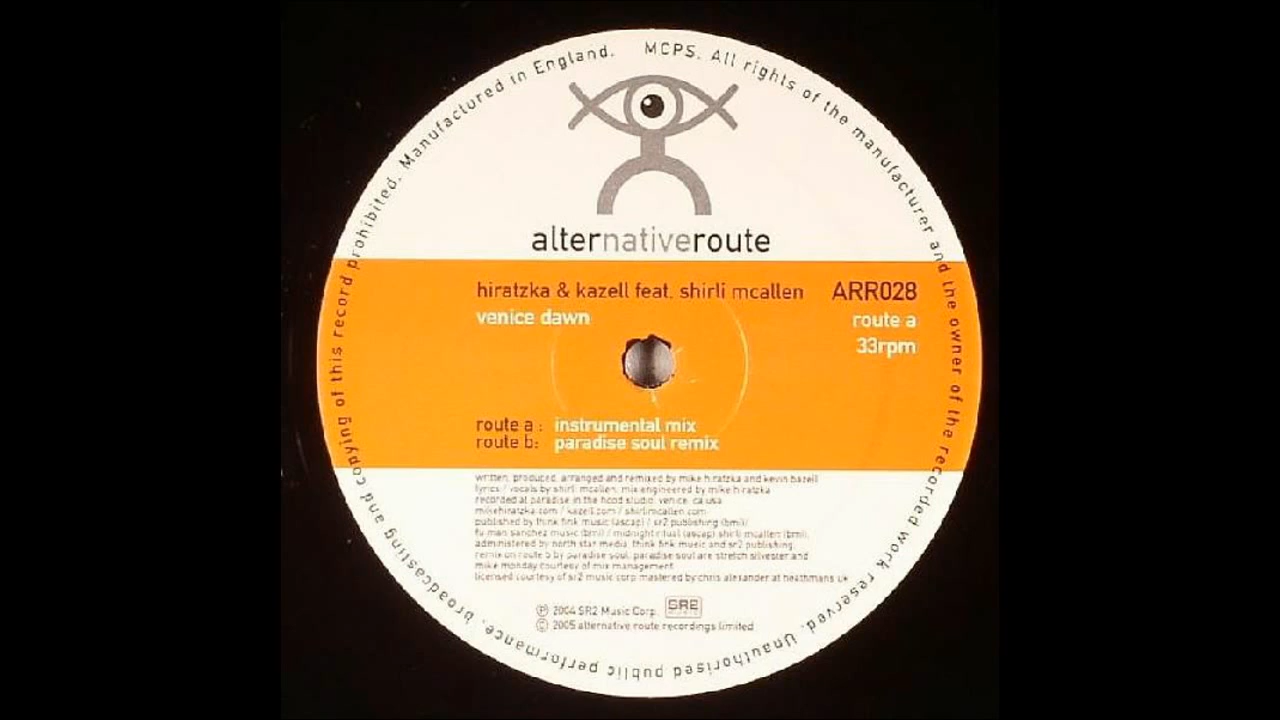 Unauthorised public performance, broadcasting and copying of this record prohibited. Manufactured in England. MCPS. All rights of the manufacturer and the owner of the recorded work reserved.
alternativeroute
hiratzka & kazell feat. shirli mcallen ARR028
venice dawn route a
33rpm
route a : instrumental mix
route b: paradise soul remix
written, produced, arranged and remixed by mike hiratzka and kevin bazell
lyrics / vocals by shirli mcallen, mix engineered by mike hiratzka
recorded at paradise in the hood studio, venice, ca usa
mikehiratzka.com / kazell.com / shirlimcallen.com
published by think fink music (ascap) / sr2 publishing (bmi)/
fu man sanchez music (bmi) / midnight ritual (ascap) shirli mcallen (bmi),
administered by north star media, think fink music and sr2 publishing,
remix on route b by paradise soul, paradise soul are stretch silvester and
mike monday courtesy of mix management
licensed courtesy of sr2 music corp mastered by chris alexander at heathmans uk
℗ 2004 SR2 Music Corp. SR2 MUSIC
© 2005 alternative route recordings limited